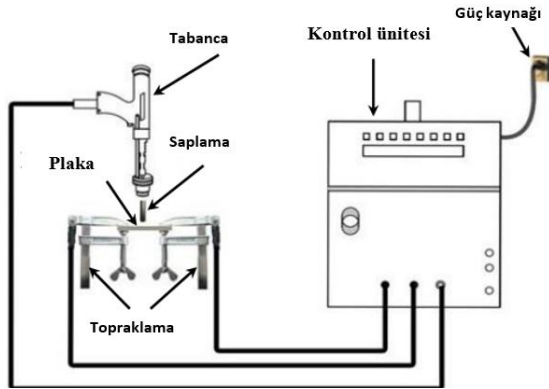 Güç kaynağı
Tabanca
Kontrol ünitesi
Saplama
Plaka
Topraklama